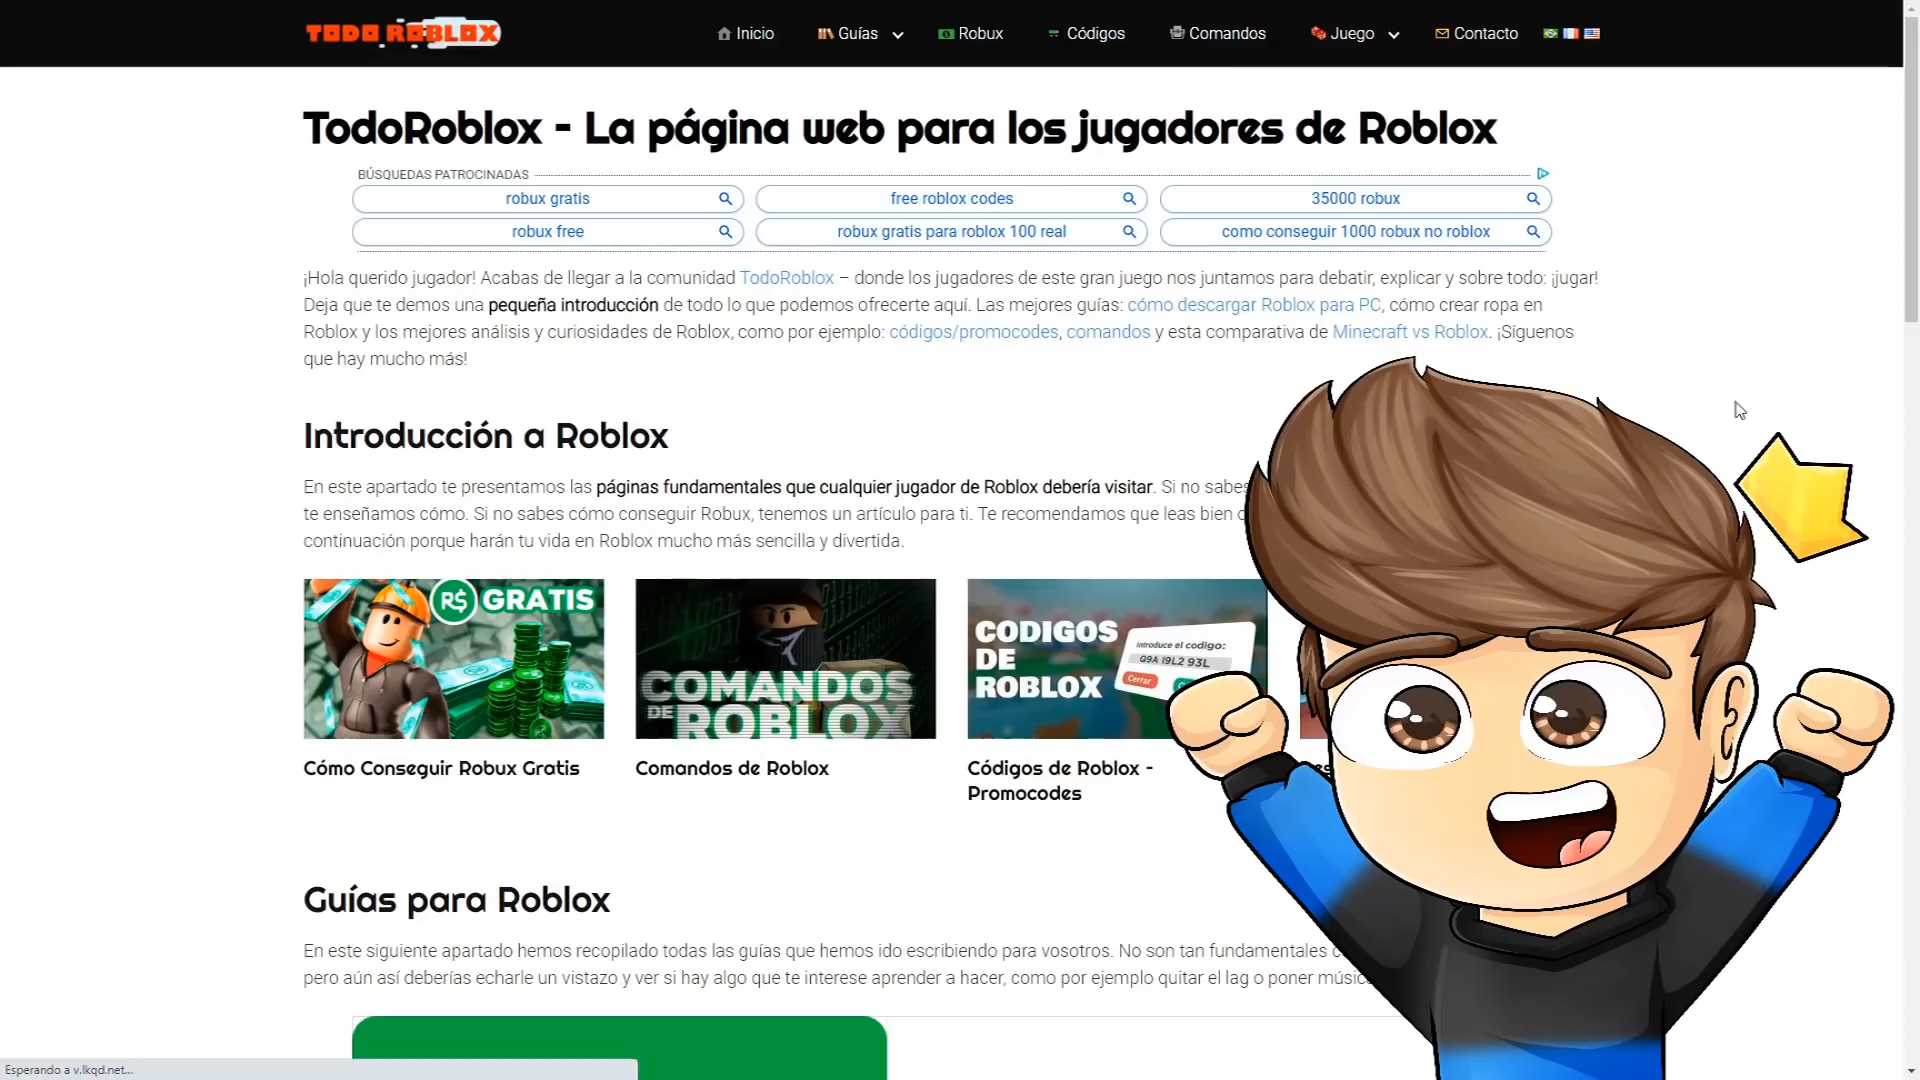 TODO ROBLOX
Inicio
Guías
Robux
Códigos
Comandos
Juego
Contacto
TodoRoblox - La página web para los jugadores de Roblox
BÚSQUEDAS PATROCINADAS
robux gratis
free roblox codes
35000 robux
robux free
robux gratis para roblox 100 real
como conseguir 1000 robux no roblox
¡Hola querido jugador! Acabas de llegar a la comunidad TodoRoblox – donde los jugadores de este gran juego nos juntamos para debatir, explicar y sobre todo: ¡jugar!
Deja que te demos una pequeña introducción de todo lo que podemos ofrecerte aquí. Las mejores guías: cómo descargar Roblox para PC, cómo crear ropa en
Roblox y los mejores análisis y curiosidades de Roblox, como por ejemplo: códigos/promocodes, comandos y esta comparativa de Minecraft vs Roblox. ¡Síguenos
que hay mucho más!
Introducción a Roblox
En este apartado te presentamos las páginas fundamentales que cualquier jugador de Roblox debería visitar. Si no sabes
te enseñamos cómo. Si no sabes cómo conseguir Robux, tenemos un artículo para ti. Te recomendamos que leas bien
continuación porque harán tu vida en Roblox mucho más sencilla y divertida.
R$ GRATIS
COMANDOS
DE ROBLOX
CODIGOS
DE
ROBLOX
Introduce el codigo:
G9A I9L2 93L
Cerrar
Cómo Conseguir Robux Gratis
Comandos de Roblox
Códigos de Roblox -
Promocodes
Guías para Roblox
En este siguiente apartado hemos recopilado todas las guías que hemos ido escribiendo para vosotros. No son tan fundamentales
pero aún así deberías echarle un vistazo y ver si hay algo que te interese aprender a hacer, como por ejemplo quitar el lag o poner
Esperando a v.lkqd.net...